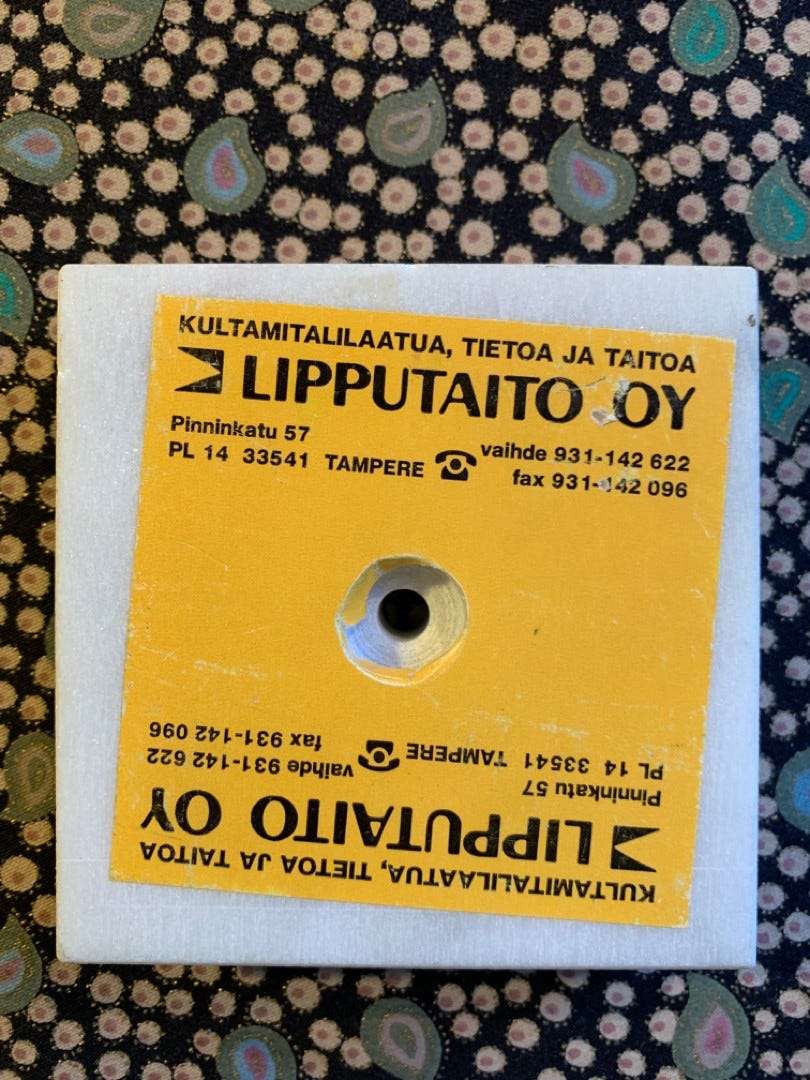 KULTAMITALILAATUA, TIETOA JA TAITOA
LIPPUTAITO OY
Pinninkatu 57
PL 14 33541 TAMPERE
vaihde 931-142 622
fax 931-142 096
KULTAMITALILAATUA, TIETOA JA TAITOA
LIPPUTAITO OY
Pinninkatu 57
PL 14 33541 TAMPERE
vaihde 931-142 622
fax 931-142 096